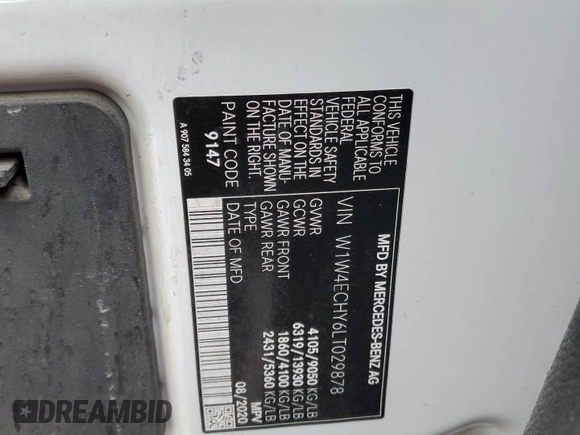 MFD BY MERCEDES-BENZ AG
VIN W1W4ECHY6LT029878
GVWR 4105/9050 KG/LB
GCWR 6319/13930 KG/LB
GAWR FRONT 1860/4100 KG/LB
GAWR REAR 2431/5360 KG/LB
TYPE MPV
DATE OF MFD 08/2020
THIS VEHICLE
CONFORMS TO
ALL APPLICABLE
FEDERAL
VEHICLE SAFETY
STANDARDS IN
EFFECT ON THE
DATE OF MANU-
FACTURE SHOWN
ON THE RIGHT.
PAINT CODE
9147
A 907 584 34 05
DREAMBID
DREAMBID